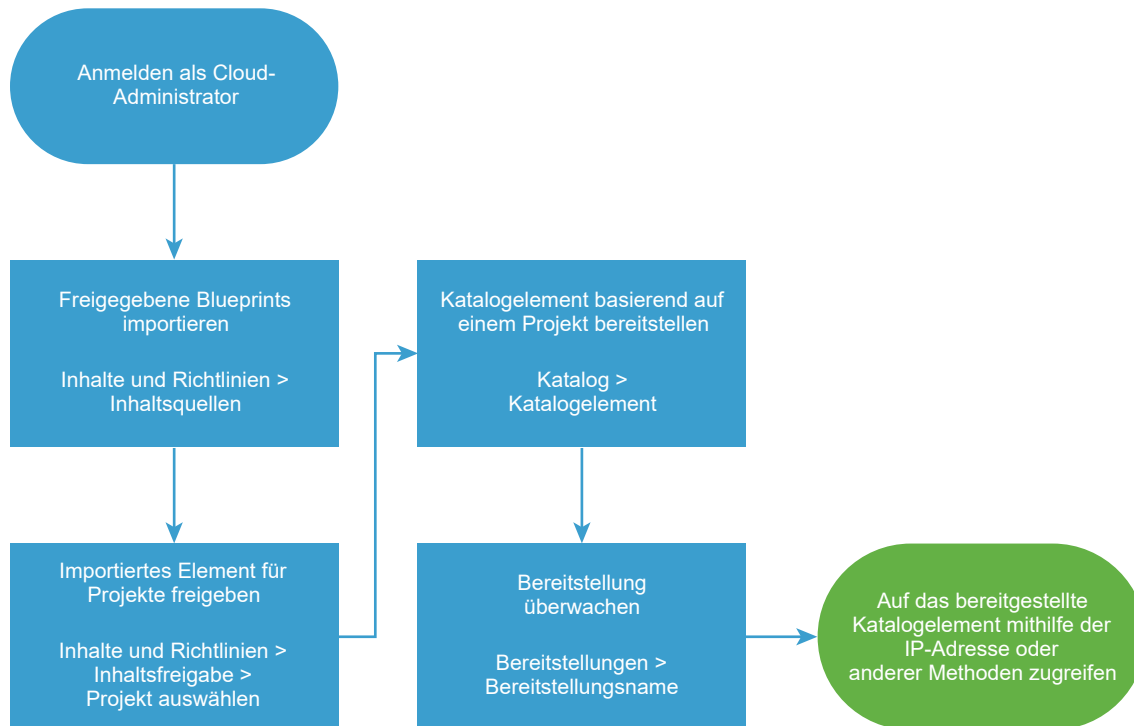 Anmelden als Cloud-
Administrator
Freigegebene Blueprints
importieren
Inhalte und Richtlinien >
Inhaltsquellen
Importiertes Element für
Projekte freigeben
Inhalte und Richtlinien >
Inhaltsfreigabe >
Projekt auswählen
Katalogelement basierend auf
einem Projekt bereitstellen
Katalog >
Katalogelement
Bereitstellung
überwachen
Bereitstellungen >
Bereitstellungsname
Auf das bereitgestellte
Katalogelement mithilfe der
IP-Adresse oder
anderer Methoden zugreifen